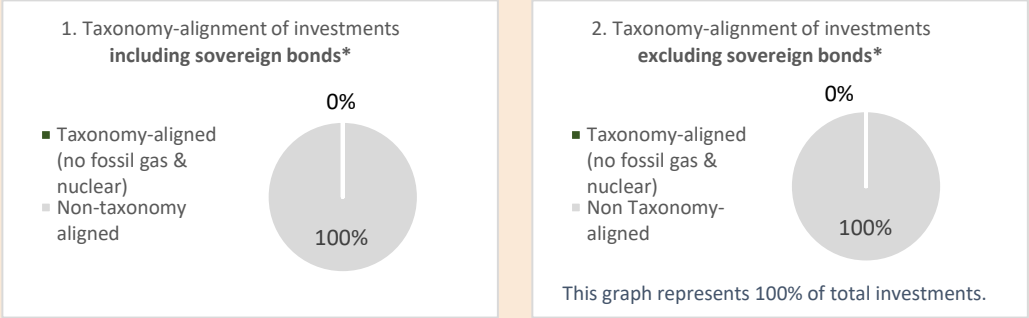 1. Taxonomy-alignment of investments
including sovereign bonds*
0%
Taxonomy-aligned
(no fossil gas &
nuclear)
Non-taxonomy
aligned
100%
2. Taxonomy-alignment of investments
excluding sovereign bonds*
0%
Taxonomy-aligned
(no fossil gas &
nuclear)
Non Taxonomy-
aligned
100%
This graph represents 100% of total investments.